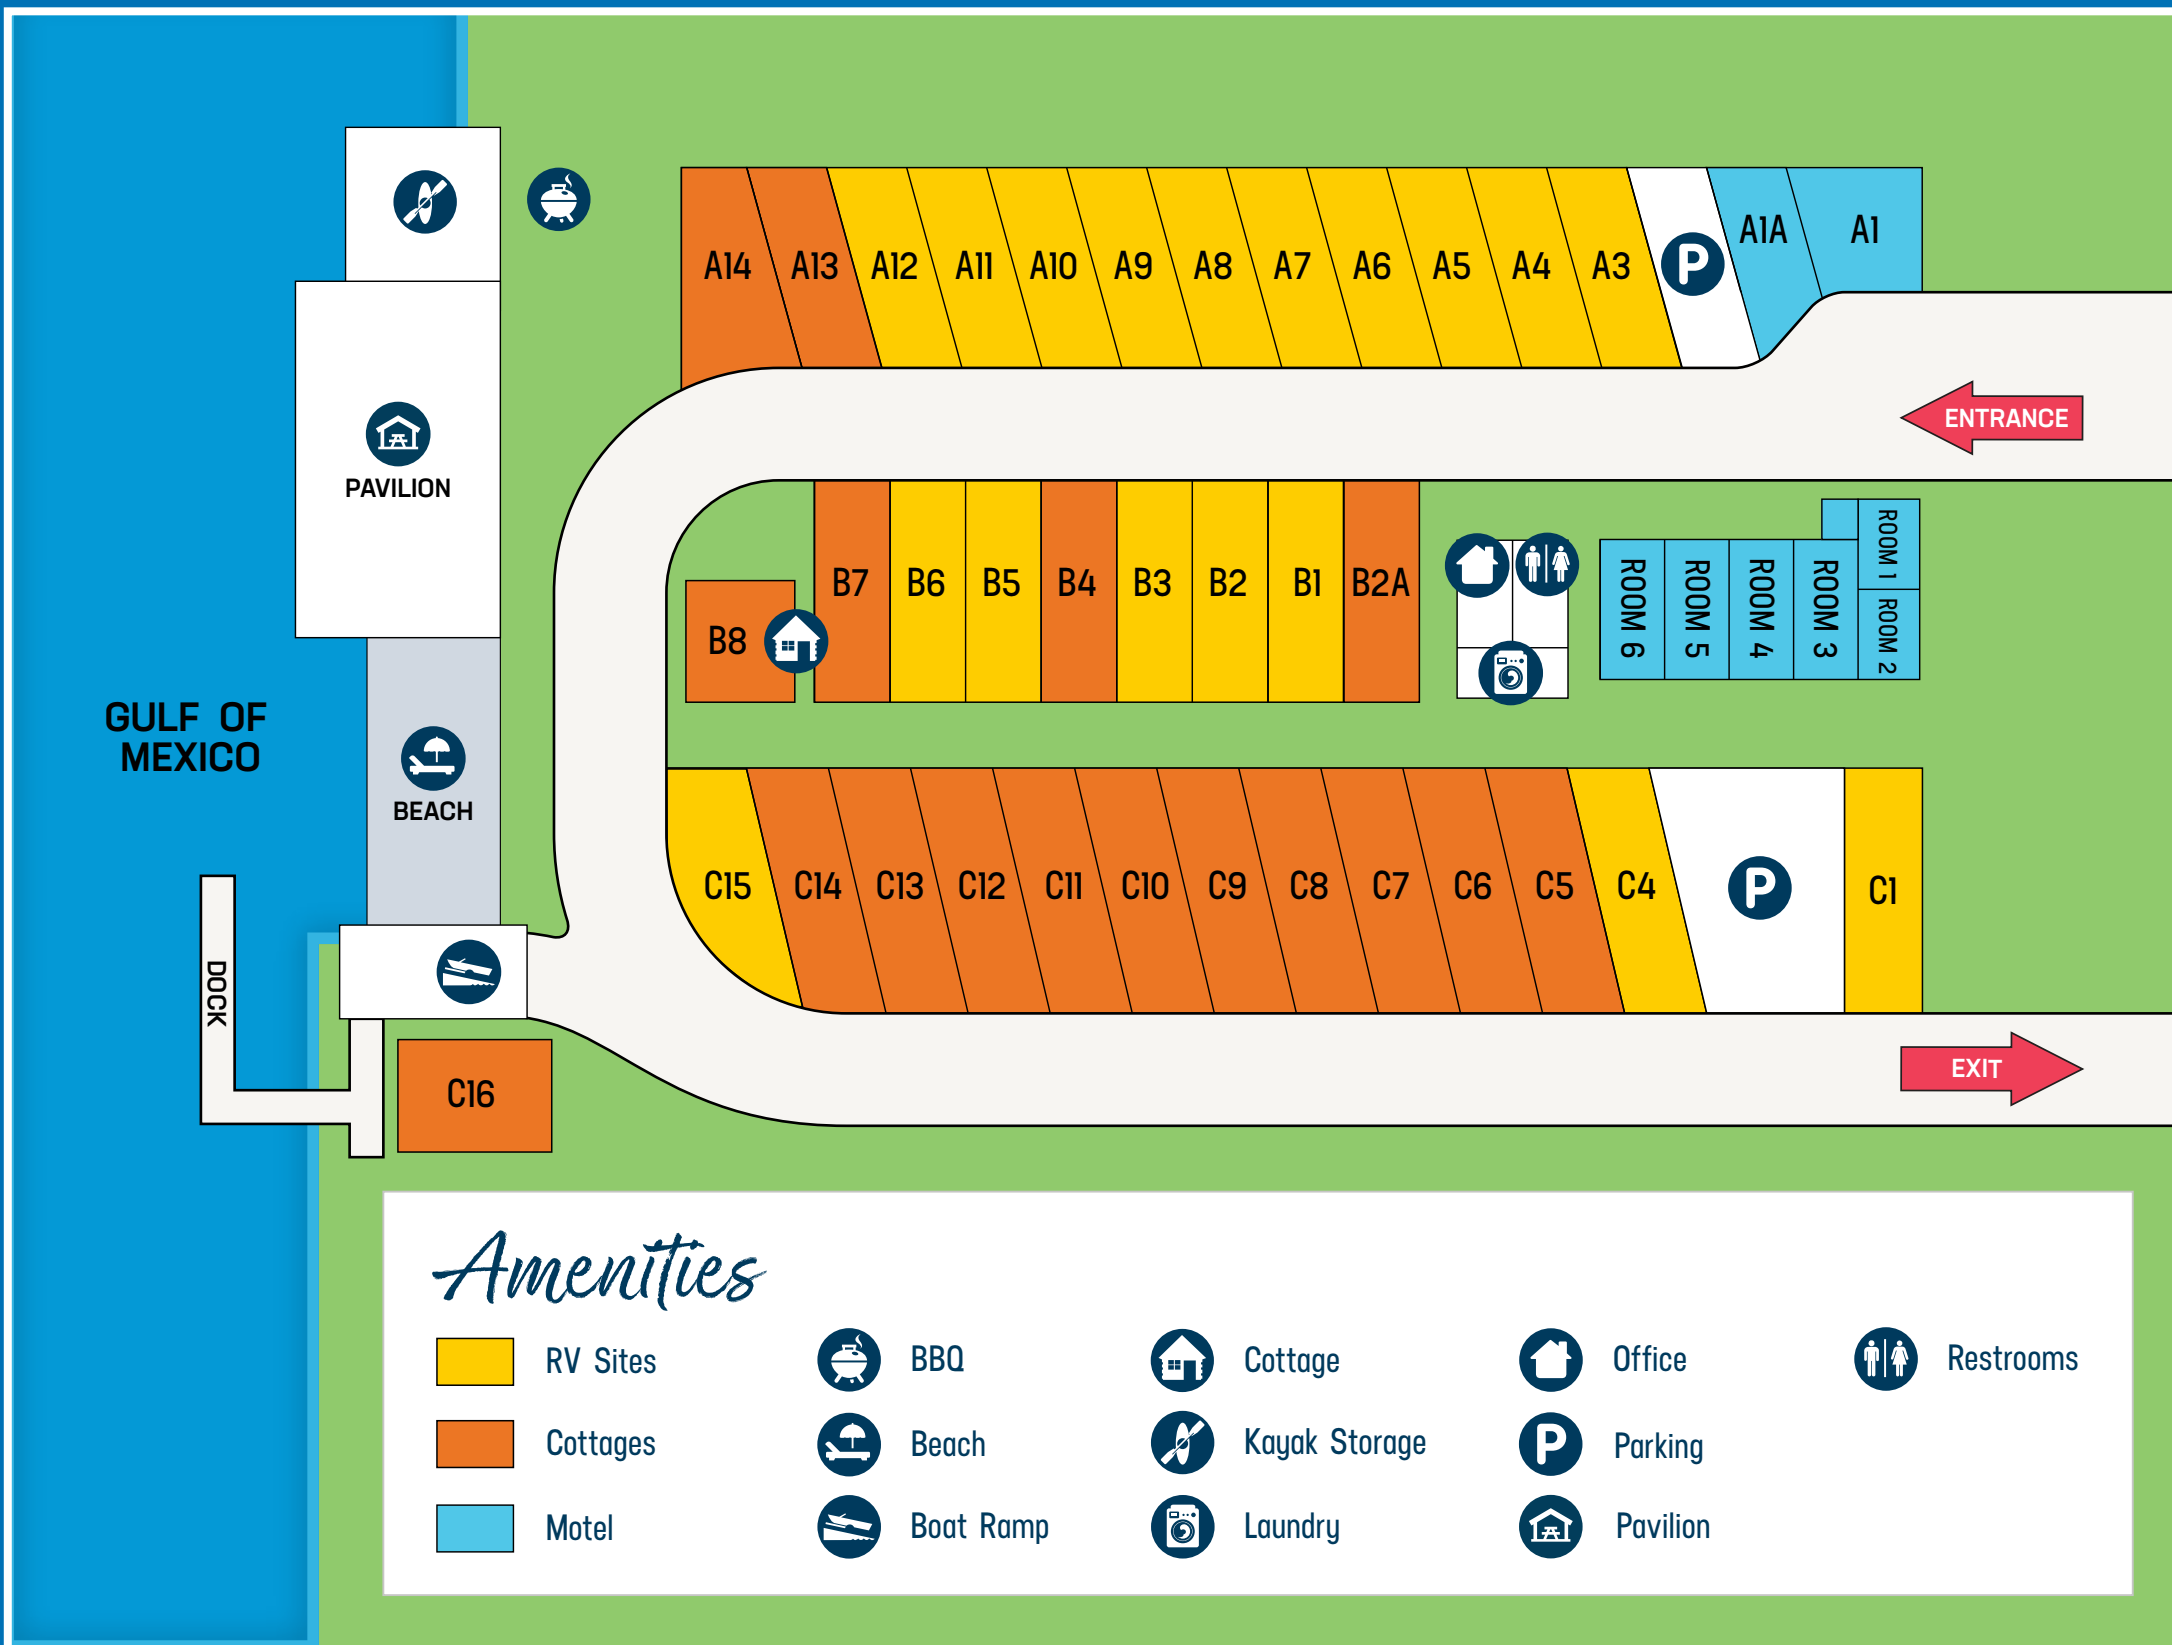 A14 A13 A12 A11 A10 A9 A8 A7 A6 A5 A4 A3 P A1A A1
ENTRANCE
PAVILION
B8 B7 B6 B5 B4 B3 B2 B1 B2A
ROOM 6
ROOM 5
ROOM 4
ROOM 3
ROOM 1
ROOM 2
GULF OF
MEXICO
BEACH
C15 C14 C13 C12 C11 C10 C9 C8 C7 C6 C5 C4 P C1
DOCK
C16
EXIT
Amenities
RV Sites
Cottages
Motel
BBQ
Beach
Boat Ramp
Cottage
Kayak Storage
Laundry
Office
P Parking
Pavilion
Restrooms